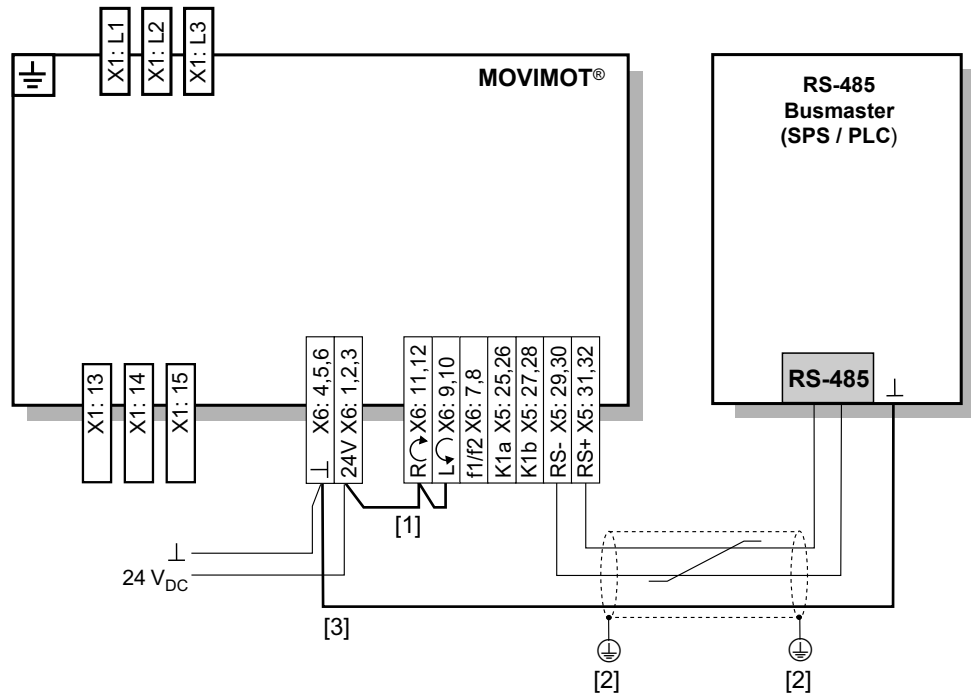 X1: L1
X1: L2
X1: L3
MOVIMOT®
RS-485
Busmaster
(SPS / PLC)
X1: 13
X1: 14
X1: 15
⊥ X6: 4,5,6
24V X6: 1,2,3
R X6: 11,12
L X6: 9,10
f1/f2 X6: 7,8
K1a X5: 25,26
K1b X5: 27,28
RS- X5: 29,30
RS+ X5: 31,32
RS-485
⊥
[1]
⊥
24 VDC
[3]
[2]
[2]